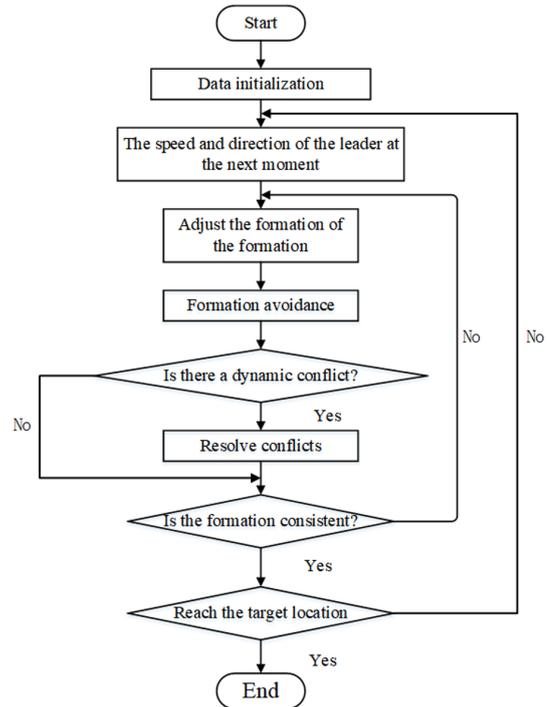 Start
Data initialization
The speed and direction of the leader at
the next moment
Adjust the formation of
the formation
Formation avoidance
Is there a dynamic conflict?
No
No
No
Yes
Resolve conflicts
Is the formation consistent?
Yes
Reach the target location
Yes
End